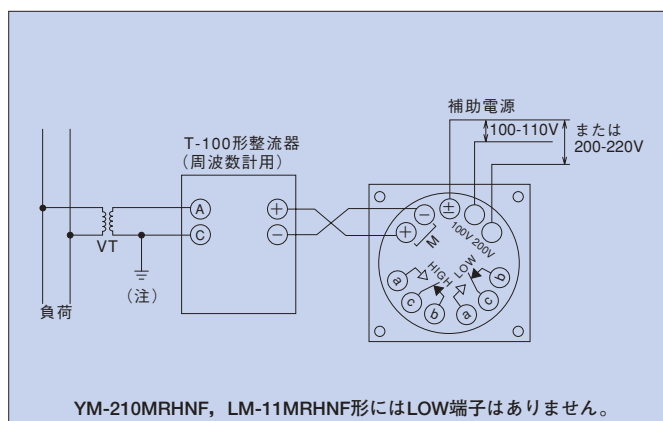 補助電源
100-110V
または
200-220V
T-100形整流器
(周波数計用)
A
+
−
±
C
−
+
M
100V 200V
VT
HIGH
LOW
a
c
b
a
c
b
(注)
負荷
YM-210MRHNF，LM-11MRHNF形にはLOW端子はありません。